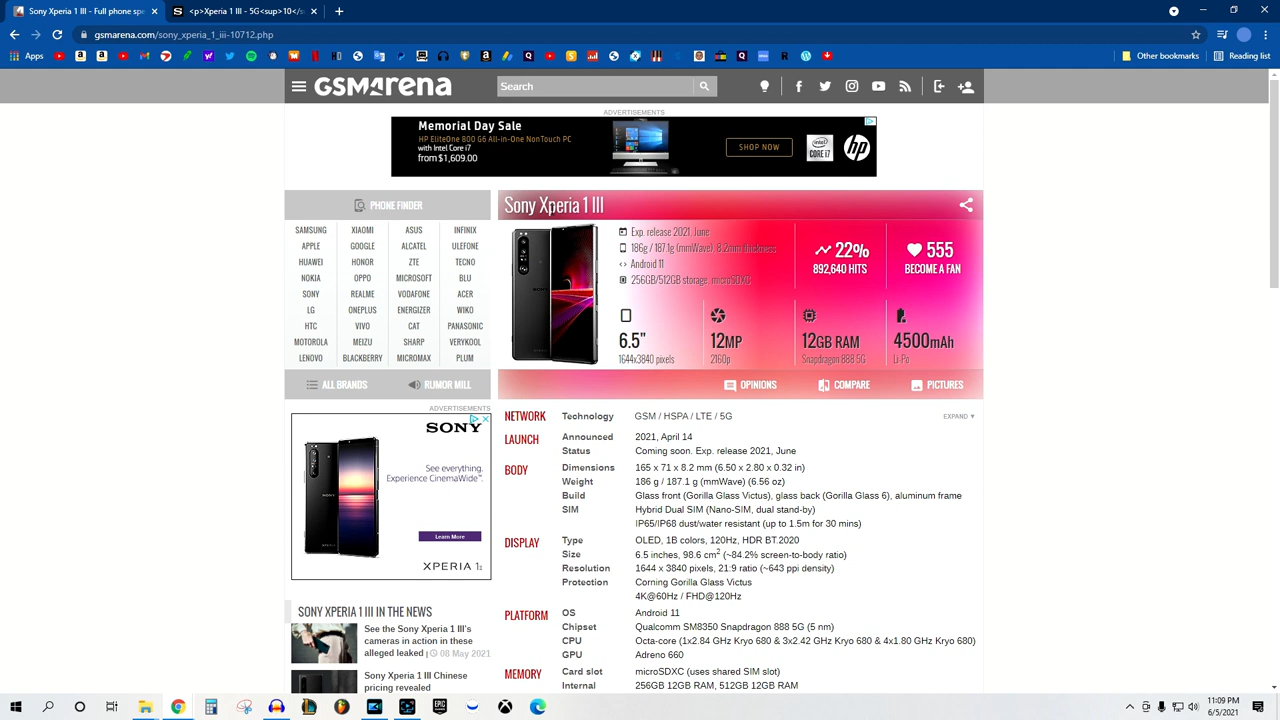 Sony Xperia 1 III - Full phone sp
<p>SONY Xperia 1 III <span>5G</sp
gsmarena.com/sony_xperia_1_iii-10712.php
Apps
Other bookmarks
Reading list
GSMArena
Search
ADVERTISEMENTS
Memorial Day Sale
HP EliteOne 800 G6 All-in-One NonTouch PC
with Intel Core i7
from $1,609.00
SHOP NOW
intel
CORE i7
hp
PHONE FINDER
SAMSUNG XIAOMI ASUS INFINIX
APPLE GOOGLE ALCATEL ULEFONE
HUAWEI HONOR ZTE TECNO
NOKIA OPPO MICROSOFT BLU
SONY REALME VODAFONE ACER
LG ONEPLUS ENERGIZER WIKO
HTC VIVO CAT PANASONIC
MOTOROLA MEIZU SHARP VERYKOOL
LENOVO BLACKBERRY MICROMAX PLUM
ALL BRANDS RUMOR MILL
Sony Xperia 1 III
Exp. release 2021, June
186g / 187.1g (mmWave), 8.2mm thickness
Android 11
256GB/512GB storage, microSDXC
22%
892,640 HITS
555
BECOME A FAN
6.5"
1644x3840 pixels
12MP
2160p
12GB RAM
Snapdragon 888 5G
4500mAh
Li-Po
OPINIONS COMPARE PICTURES
ADVERTISEMENTS
SONY
See everything.
Experience CinemaWide™.
Learn More
XPERIA 1II
SONY XPERIA 1 III IN THE NEWS
See the Sony Xperia 1 III's
cameras in action in these
alleged leaked | 08 May 2021
Sony Xperia 1 III Chinese
pricing revealed
NETWORK Technology GSM / HSPA / LTE / 5G EXPAND ▼
LAUNCH Announced 2021, April 14
Status Coming soon. Exp. release 2021, June
BODY Dimensions 165 x 71 x 8.2 mm (6.50 x 2.80 x 0.32 in)
Weight 186 g / 187.1 g (mmWave) (6.56 oz)
Build Glass front (Gorilla Glass Victus), glass back (Gorilla Glass 6), aluminum frame
SIM Hybrid Dual SIM (Nano-SIM, dual stand-by)
IP65/IP68 dust/water resistant (up to 1.5m for 30 mins)
DISPLAY Type OLED, 1B colors, 120Hz, HDR BT.2020
Size 6.5 inches, 98.6 cm2 (~84.2% screen-to-body ratio)
Resolution 1644 x 3840 pixels, 21:9 ratio (~643 ppi density)
Protection Corning Gorilla Glass Victus
4K@60Hz / FHD@120Hz
PLATFORM OS Android 11
Chipset Qualcomm SM8350 Snapdragon 888 5G (5 nm)
CPU Octa-core (1x2.84 GHz Kryo 680 & 3x2.42 GHz Kryo 680 & 4x1.80 GHz Kryo 680)
GPU Adreno 660
MEMORY Card slot microSDXC (uses shared SIM slot)
Internal 256GB 12GB RAM, 512GB 12GB RAM
11:09 PM
6/5/2021